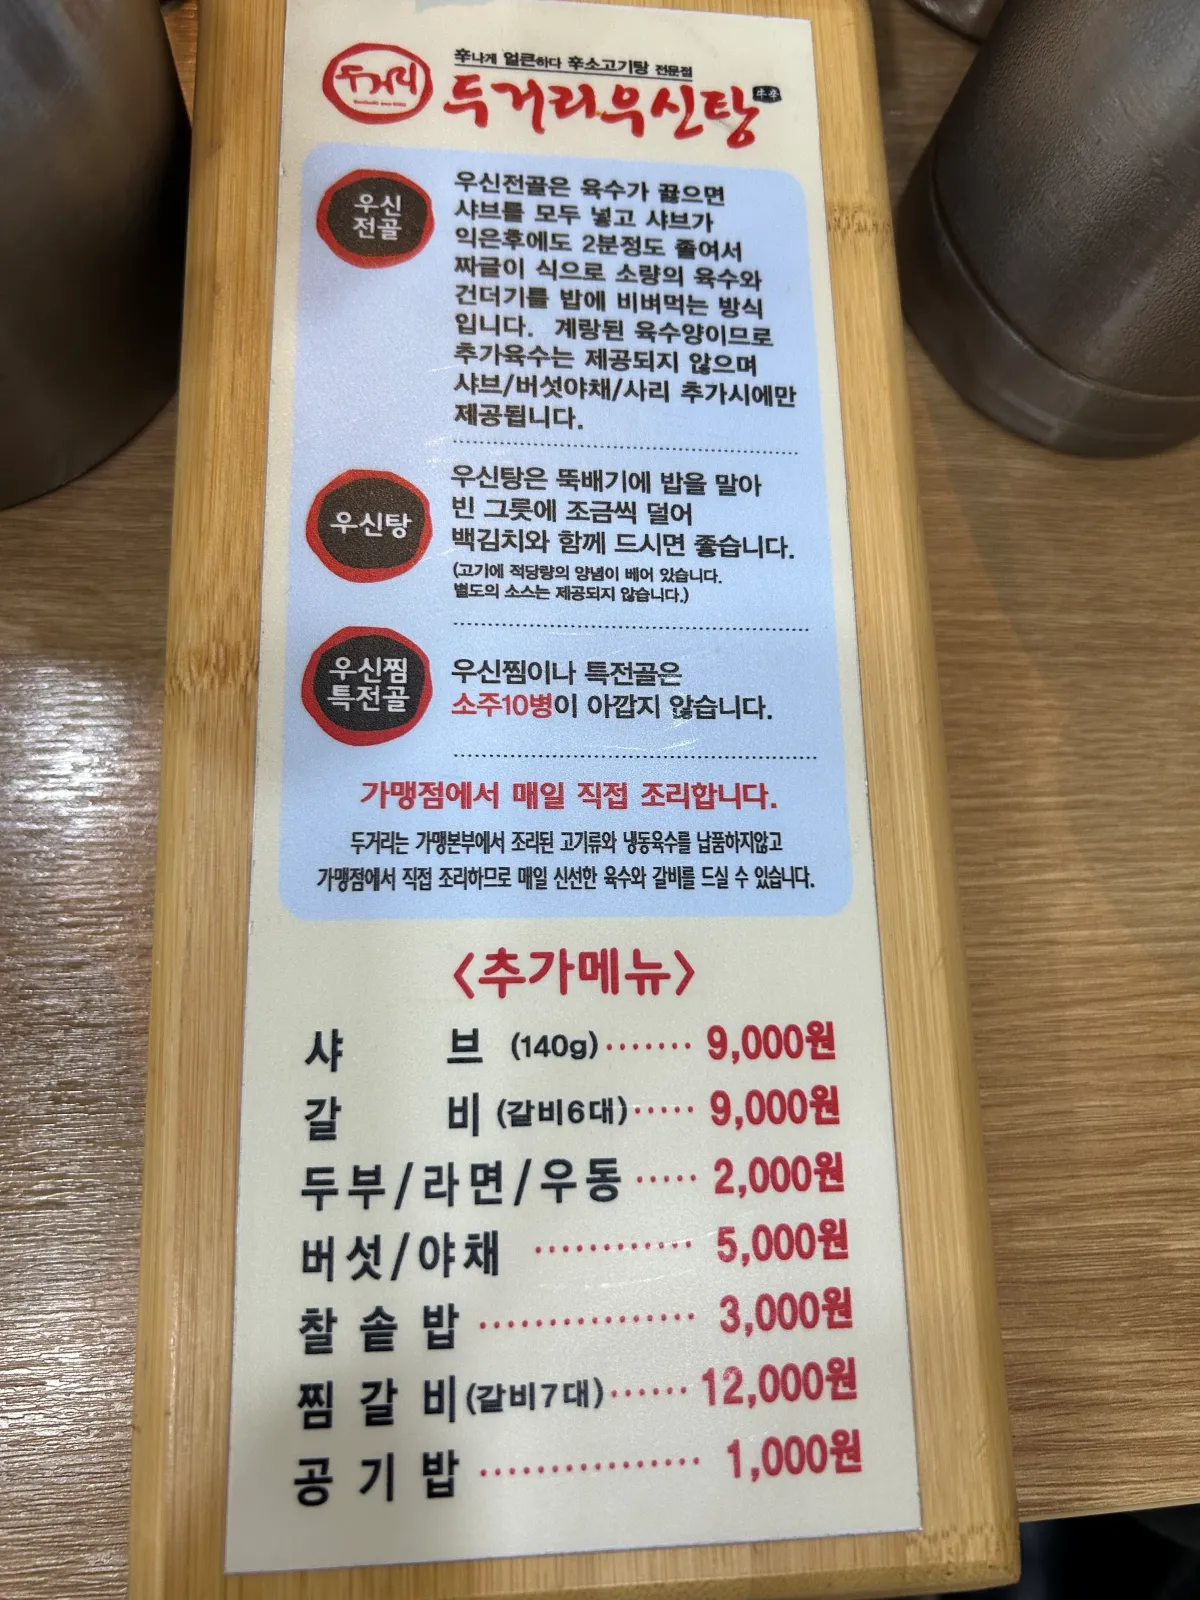 두거리
辛나게 얼큰하다 辛소고기탕 전문점
두거리우신탕
우신
전골
우신전골은 육수가 끓으면
샤브를 모두 넣고 샤브가
익은후에도 2분정도 졸여서
짜글이 식으로 소량의 육수와
건더기를 밥에 비벼먹는 방식
입니다. 계량된 육수양이므로
추가육수는 제공되지 않으며
샤브/버섯야채/사리 추가시에만
제공됩니다.
우신탕
우신탕은 뚝배기에 밥을 말아
빈 그릇에 조금씩 덜어
백김치와 함께 드시면 좋습니다.
(고기에 적당량의 양념이 베어 있습니다.
별도의 소스는 제공되지 않습니다.)
우신찜
특전골
우신찜이나 특전골은
소주10병이 아깝지 않습니다.
가맹점에서 매일 직접 조리합니다.
두거리는 가맹본부에서 조리된 고기류와 냉동육수를 납품하지않고
가맹점에서 직접 조리하므로 매일 신선한 육수와 갈비를 드실 수 있습니다.
<추가메뉴>
샤 브 (140g) ······· 9,000원
갈 비 (갈비6대) ····· 9,000원
두부/라면/우동 ····· 2,000원
버섯/야채 ············ 5,000원
찰솥밥 ················ 3,000원
찜갈비(갈비7대) ······ 12,000원
공기밥 ················ 1,000원